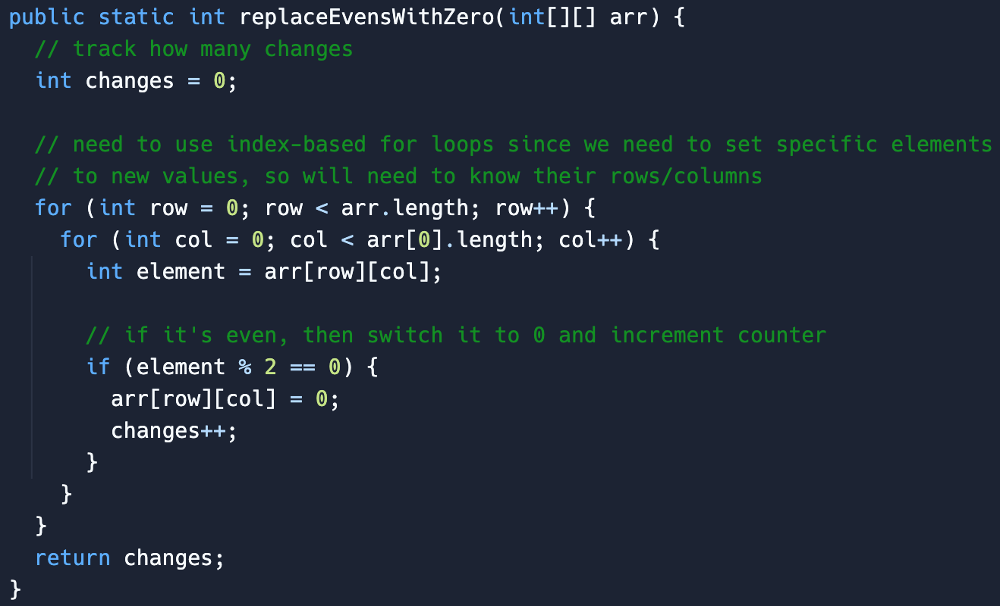 public static int replaceEvensWithZero(int[][] arr) {
  // track how many changes
  int changes = 0;

  // need to use index-based for loops since we need to set specific elements
  // to new values, so will need to know their rows/columns
  for (int row = 0; row < arr.length; row++) {
    for (int col = 0; col < arr[0].length; col++) {
      int element = arr[row][col];

      // if it's even, then switch it to 0 and increment counter
      if (element % 2 == 0) {
        arr[row][col] = 0;
        changes++;
      }
    }
  }
  return changes;
}